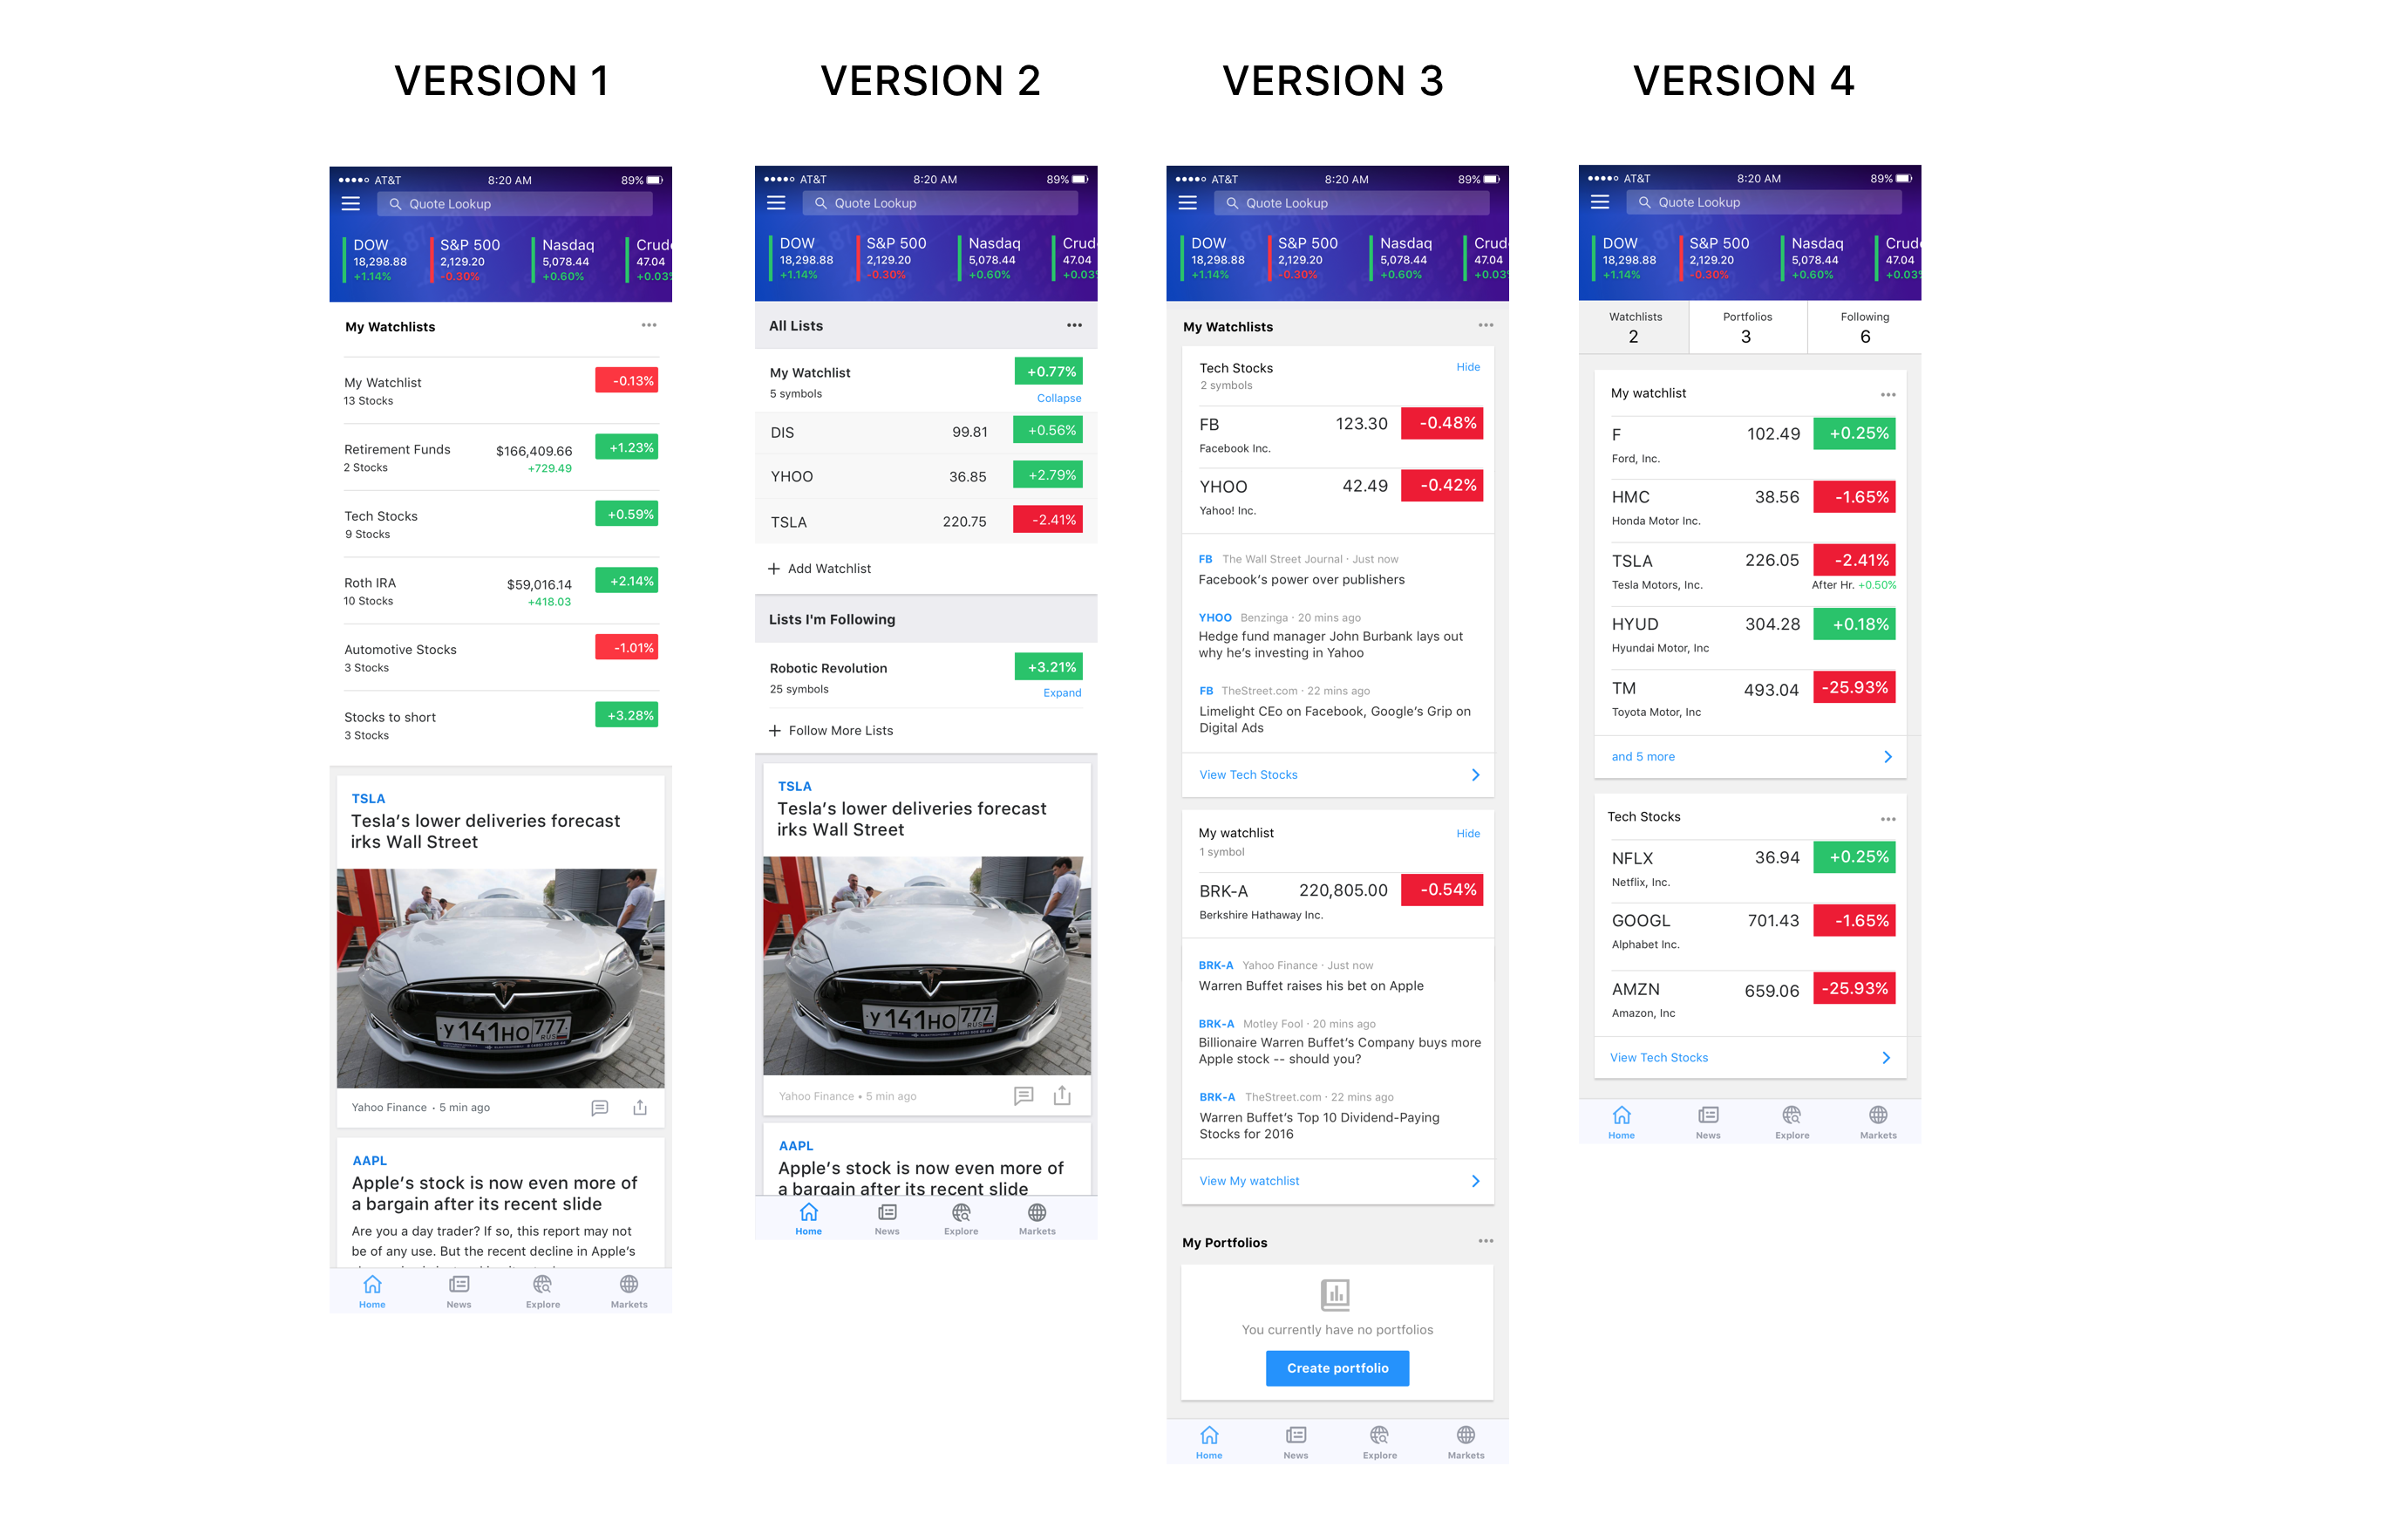 VERSION 1
AT&T 8:20 AM 89%
Quote Lookup
DOW S&P 500 Nasdaq Crud
18,298.88 2,129.20 5,078.44 47.04
+1.14% -0.30% +0.60% +0.03%
My Watchlists
My Watchlist -0.13%
13 Stocks
Retirement Funds $166,409.66 +1.23%
2 Stocks +729.49
Tech Stocks +0.59%
9 Stocks
Roth IRA $59,016.14 +2.14%
10 Stocks +418.03
Automotive Stocks -1.01%
3 Stocks
Stocks to short +3.28%
3 Stocks
TSLA
Tesla's lower deliveries forecast
irks Wall Street
У 141НО 777
RUS
Yahoo Finance · 5 min ago
AAPL
Apple's stock is now even more of
a bargain after its recent slide
Are you a day trader? If so, this report may not
be of any use. But the recent decline in Apple's
Home News Explore Markets
VERSION 2
AT&T 8:20 AM 89%
Quote Lookup
DOW S&P 500 Nasdaq Crud
18,298.88 2,129.20 5,078.44 47.04
+1.14% -0.30% +0.60% +0.03%
All Lists
My Watchlist +0.77%
5 symbols Collapse
DIS 99.81 +0.56%
YHOO 36.85 +2.79%
TSLA 220.75 -2.41%
+ Add Watchlist
Lists I'm Following
Robotic Revolution +3.21%
25 symbols Expand
+ Follow More Lists
TSLA
Tesla's lower deliveries forecast
irks Wall Street
У 141НО 777
RUS
Yahoo Finance • 5 min ago
AAPL
Apple's stock is now even more of
a bargain after its recent slide
Home News Explore Markets
VERSION 3
AT&T 8:20 AM 89%
Quote Lookup
DOW S&P 500 Nasdaq Crud
18,298.88 2,129.20 5,078.44 47.04
+1.14% -0.30% +0.60% +0.03%
My Watchlists
Tech Stocks Hide
2 symbols
FB 123.30 -0.48%
Facebook Inc.
YHOO 42.49 -0.42%
Yahoo! Inc.
FB The Wall Street Journal · Just now
Facebook's power over publishers
YHOO Benzinga · 20 mins ago
Hedge fund manager John Burbank lays out
why he's investing in Yahoo
FB TheStreet.com · 22 mins ago
Limelight CEo on Facebook, Google's Grip on
Digital Ads
View Tech Stocks
My watchlist Hide
1 symbol
BRK-A 220,805.00 -0.54%
Berkshire Hathaway Inc.
BRK-A Yahoo Finance · Just now
Warren Buffet raises his bet on Apple
BRK-A Motley Fool · 20 mins ago
Billionaire Warren Buffet's Company buys more
Apple stock -- should you?
BRK-A TheStreet.com · 22 mins ago
Warren Buffet's Top 10 Dividend-Paying
Stocks for 2016
View My watchlist
My Portfolios
You currently have no portfolios
Create portfolio
Home News Explore Markets
VERSION 4
AT&T 8:20 AM 89%
Quote Lookup
DOW S&P 500 Nasdaq Crud
18,298.88 2,129.20 5,078.44 47.04
+1.14% -0.30% +0.60% +0.03%
Watchlists Portfolios Following
2 3 6
My watchlist
F 102.49 +0.25%
Ford, Inc.
HMC 38.56 -1.65%
Honda Motor Inc.
TSLA 226.05 -2.41%
Tesla Motors, Inc. After Hr. +0.50%
HYUD 304.28 +0.18%
Hyundai Motor, Inc
TM 493.04 -25.93%
Toyota Motor, Inc
and 5 more
Tech Stocks
NFLX 36.94 +0.25%
Netflix, Inc.
GOOGL 701.43 -1.65%
Alphabet Inc.
AMZN 659.06 -25.93%
Amazon, Inc
View Tech Stocks
Home News Explore Markets